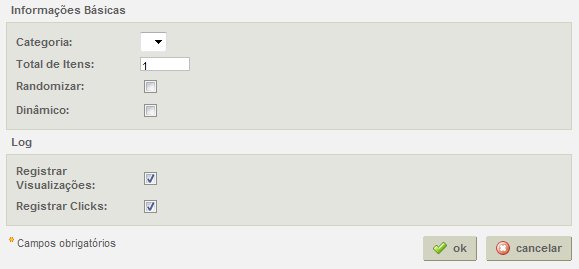 Informações Básicas
Categoria:
Total de Itens: 1
Randomizar:
Dinâmico:
Log
Registrar
Visualizações:
Registrar Clicks:
* Campos obrigatórios
ok cancelar